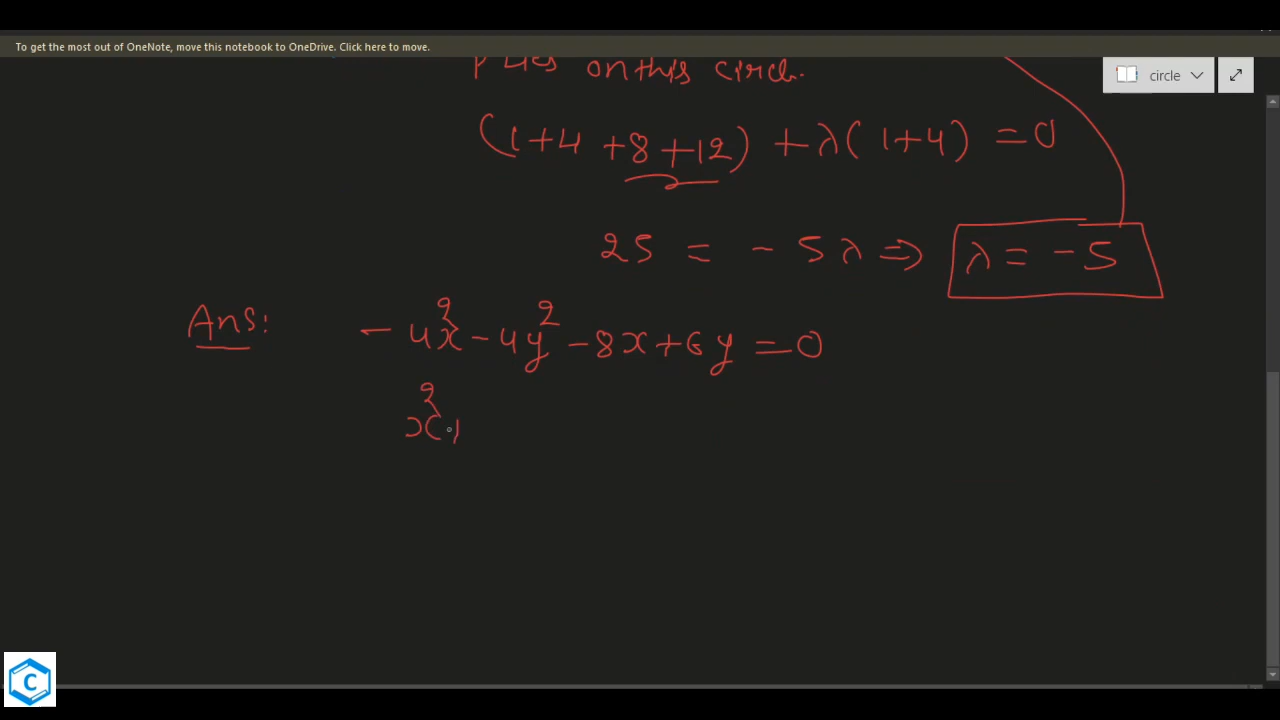 To get the most out of OneNote, move this notebook to OneDrive. Click here to move.
circle
P lies on this circle.
(1+4 +8 +12) + λ(1+4) = 0
25 = - 5λ ⇒ λ = -5
Ans: - 4x² - 4y² - 8x + 6y = 0
x²
C